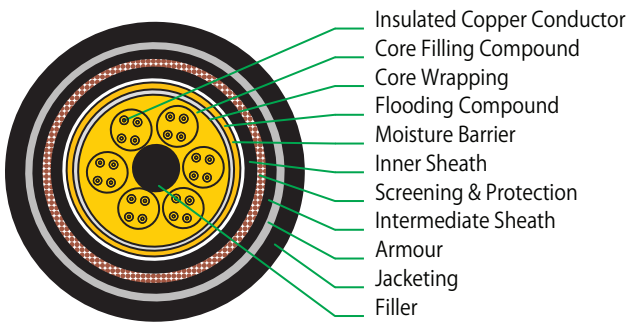 Insulated Copper Conductor
Core Filling Compound
Core Wrapping
Flooding Compound
Moisture Barrier
Inner Sheath
Screening & Protection
Intermediate Sheath
Armour
Jacketing
Filler